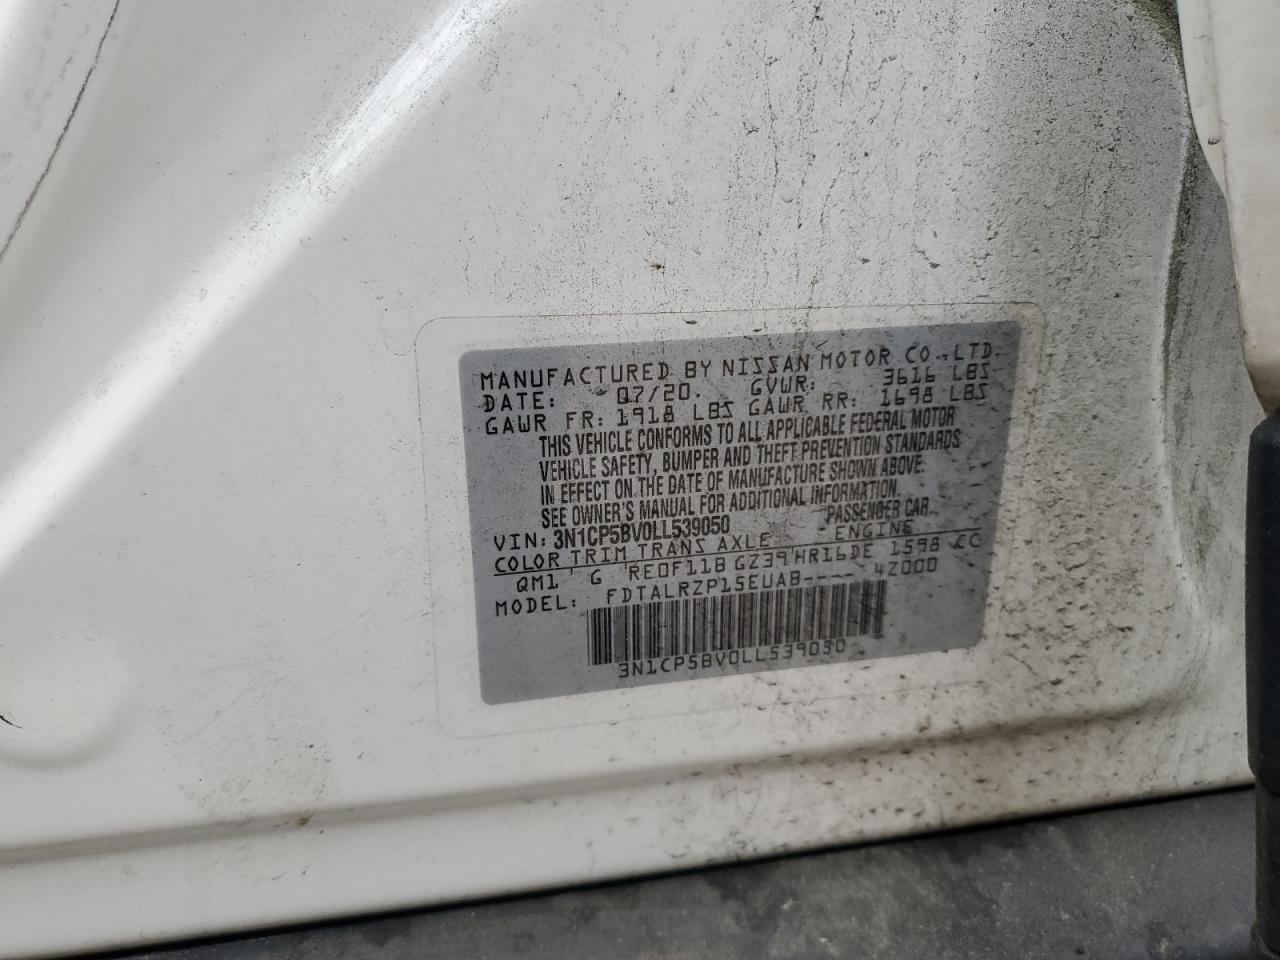 MANUFACTURED BY NISSAN MOTOR CO.,LTD.
DATE: 07/20 GVWR: 3616 LBS
GAWR FR: 1918 LBS GAWR RR: 1698 LBS
THIS VEHICLE CONFORMS TO ALL APPLICABLE FEDERAL MOTOR
VEHICLE SAFETY, BUMPER AND THEFT PREVENTION STANDARDS
IN EFFECT ON THE DATE OF MANUFACTURE SHOWN ABOVE.
SEE OWNER'S MANUAL FOR ADDITIONAL INFORMATION.
VIN: 3N1CP5BV0LL539050 PASSENGER CAR
COLOR TRIM TRANS AXLE ENGINE
QM1 G RE0F11B GZ39 HR16DE 1598 CC
MODEL: FDTALRZP15EUAB---- 4Z000
3N1CP5BV0LL539050